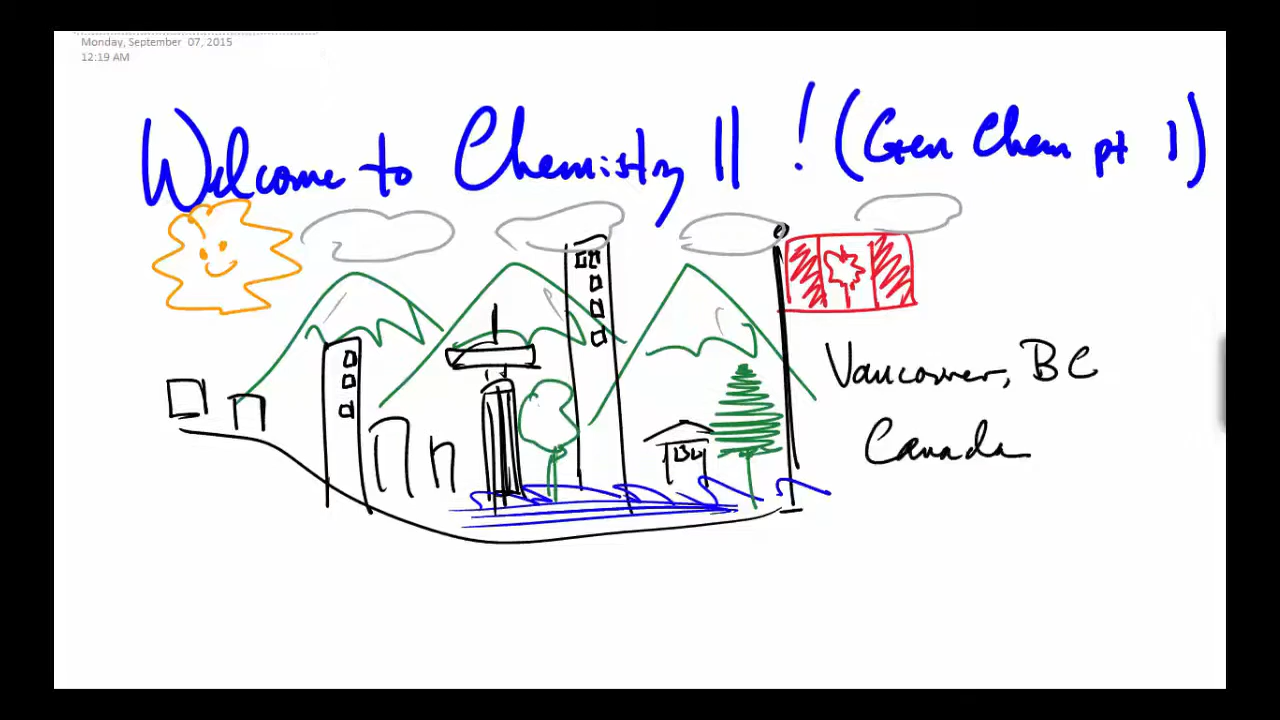 Monday, September 07, 2015
12:19 AM
Welcome to Chemistry 11 ! (Gen Chem pt 1)
Vancouver, BC
Canada